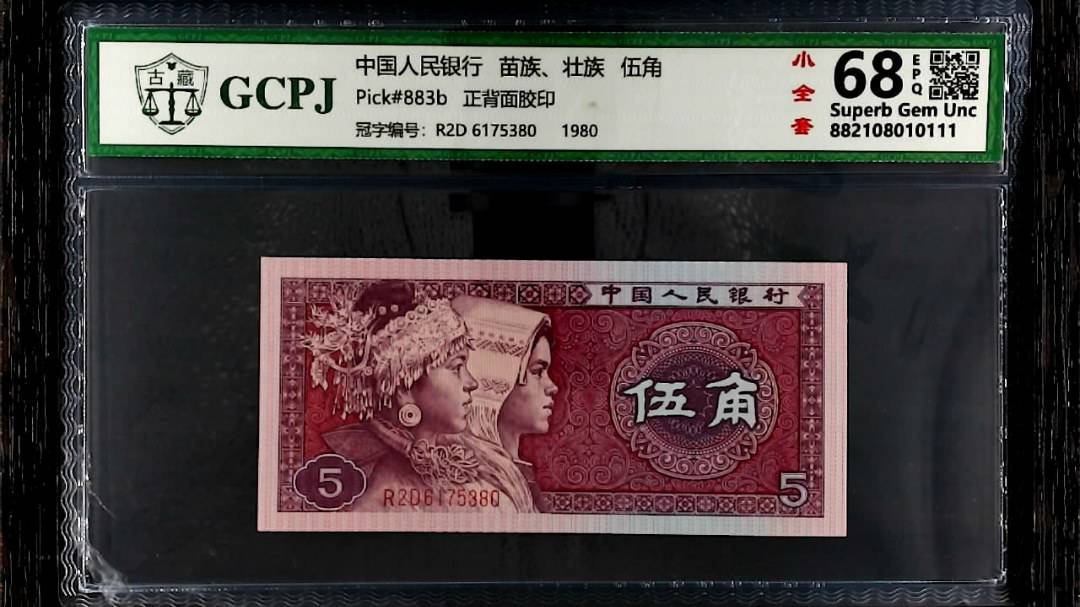 古藏
GCPJ
中国人民银行 苗族、壮族 伍角
Pick#883b 正背面胶印
冠字编号: R2D 6175380 1980
小全套
68 EPQ
Superb Gem Unc
882108010111
中国人民银行
伍角
5
R2D6175380
5